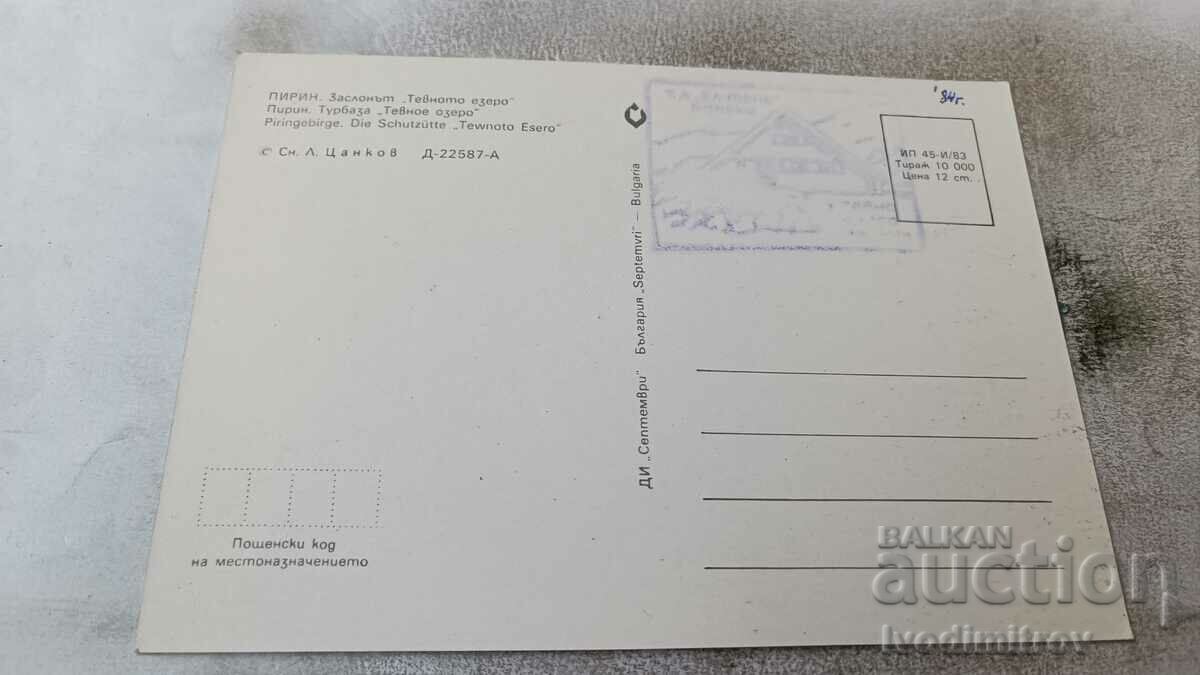 ПИРИН. Заслонът „Тевното езеро"
Пирин. Турбаза „Тевное озеро"
Piringebirge. Die Schutzütte „Tewnoto Esero"
© Сн. Л. Цанков Д-22587-А
'84г.
ИП 45-И/83
Тираж 10 000
Цена 12 ст.
ДИ „Септември" България „Septemvri" — Bulgaria
Пощенски код
на местоназначението
BALKAN
auction
Ivodimitrov